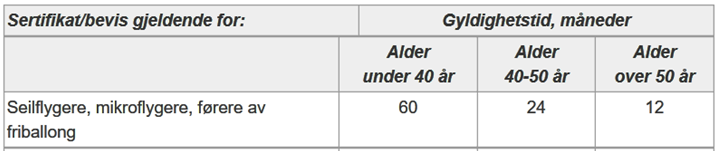 Sertifikat/bevis gjeldende for: Gyldighetstid, måneder
Alder under 40 år
Alder 40-50 år
Alder over 50 år
Seilflygere, mikroflygere, førere av friballong 60 24 12